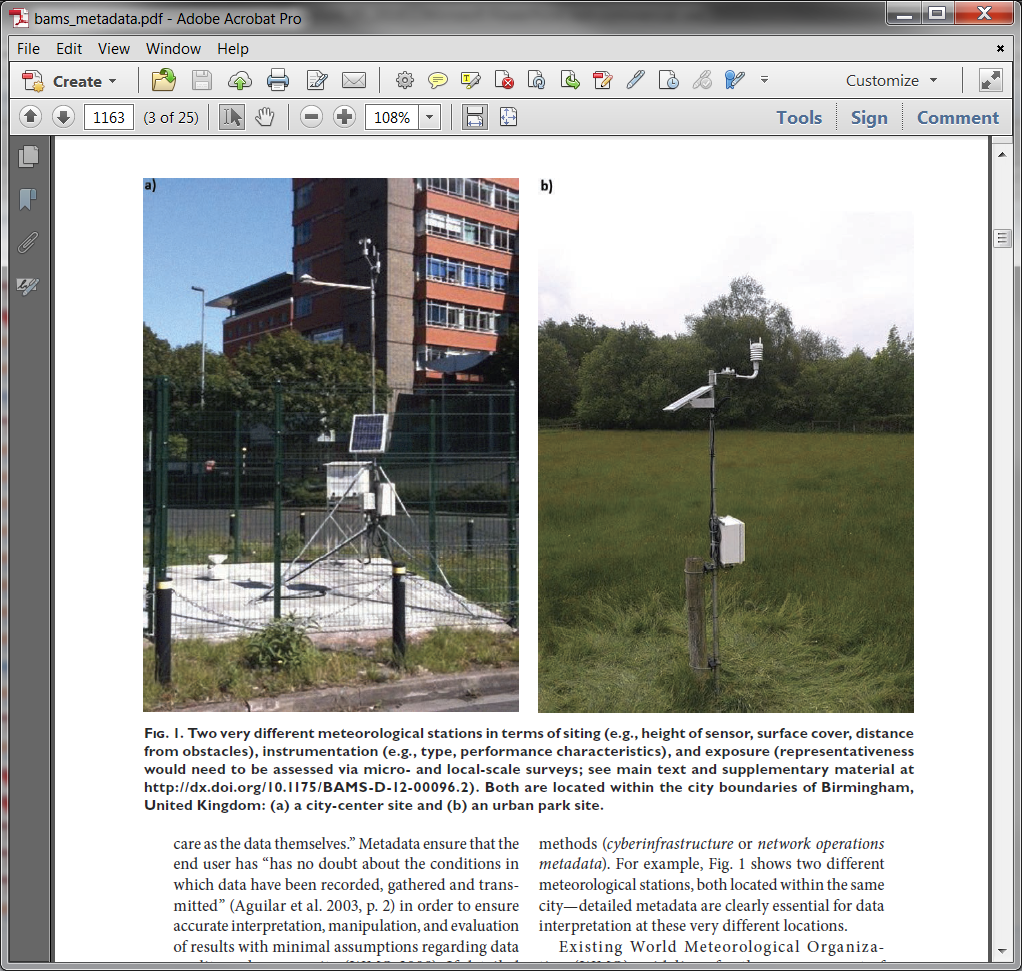 bams_metadata.pdf - Adobe Acrobat Pro
File Edit View Window Help
Create Customize
1163 (3 of 25) 108% Tools Sign Comment
a)
b)
FIG. 1. Two very different meteorological stations in terms of siting (e.g., height of sensor, surface cover, distance
from obstacles), instrumentation (e.g., type, performance characteristics), and exposure (representativeness
would need to be assessed via micro- and local-scale surveys; see main text and supplementary material at
http://dx.doi.org/10.1175/BAMS-D-12-00096.2). Both are located within the city boundaries of Birmingham,
United Kingdom: (a) a city-center site and (b) an urban park site.
care as the data themselves.” Metadata ensure that the
end user has “has no doubt about the conditions in
which data have been recorded, gathered and trans-
mitted” (Aguilar et al. 2003, p. 2) in order to ensure
accurate interpretation, manipulation, and evaluation
of results with minimal assumptions regarding data
methods (cyberinfrastructure or network operations
metadata). For example, Fig. 1 shows two different
meteorological stations, both located within the same
city—detailed metadata are clearly essential for data
interpretation at these very different locations.
Existing World Meteorological Organiza-